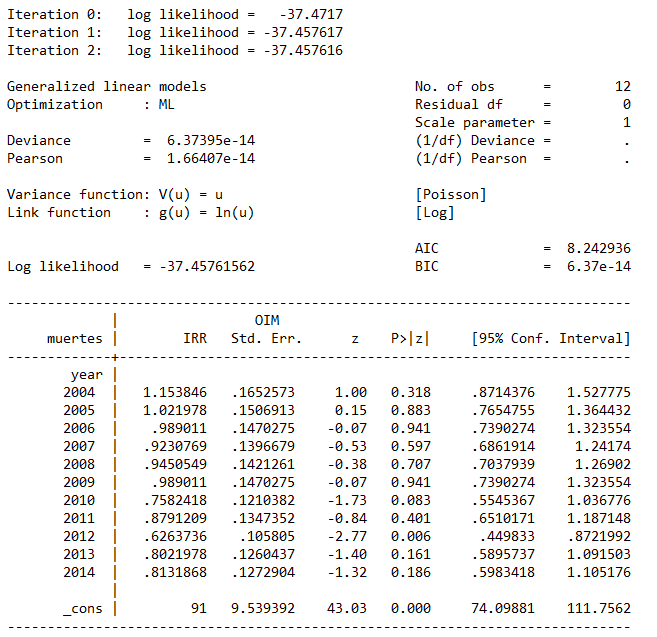 Iteration 0:   log likelihood =   -37.4717
Iteration 1:   log likelihood = -37.457617
Iteration 2:   log likelihood = -37.457616
Generalized linear models                          No. of obs      =        12
Optimization     : ML                              Residual df     =         0
                                                   Scale parameter =         1
Deviance         =  6.37395e-14                    (1/df) Deviance =         .
Pearson          =  1.66407e-14                    (1/df) Pearson  =         .
Variance function: V(u) = u                        [Poisson]
Link function    : g(u) = ln(u)                    [Log]
                                                   AIC             =  8.242936
Log likelihood   = -37.45761562                    BIC             =  6.37e-14
------------------------------------------------------------------------------
             |                 OIM
     muertes |        IRR   Std. Err.      z    P>|z|     [95% Conf. Interval]
-------------+----------------------------------------------------------------
        year |
       2004  |   1.153846   .1652573     1.00   0.318     .8714376    1.527775
       2005  |   1.021978   .1506913     0.15   0.883     .7654755    1.364432
       2006  |    .989011   .1470275    -0.07   0.941     .7390274    1.323554
       2007  |   .9230769   .1396679    -0.53   0.597     .6861914     1.24174
       2008  |   .9450549   .1421261    -0.38   0.707     .7037939     1.26902
       2009  |    .989011   .1470275    -0.07   0.941     .7390274    1.323554
       2010  |   .7582418   .1210382    -1.73   0.083     .5545367    1.036776
       2011  |   .8791209   .1347352    -0.84   0.401     .6510171    1.187148
       2012  |   .6263736    .105805    -2.77   0.006      .449833    .8721992
       2013  |   .8021978   .1260437    -1.40   0.161     .5895737    1.091503
       2014  |   .8131868   .1272904    -1.32   0.186     .5983418    1.105176
             |
       _cons |         91   9.539392    43.03   0.000     74.09881    111.7562
------------------------------------------------------------------------------